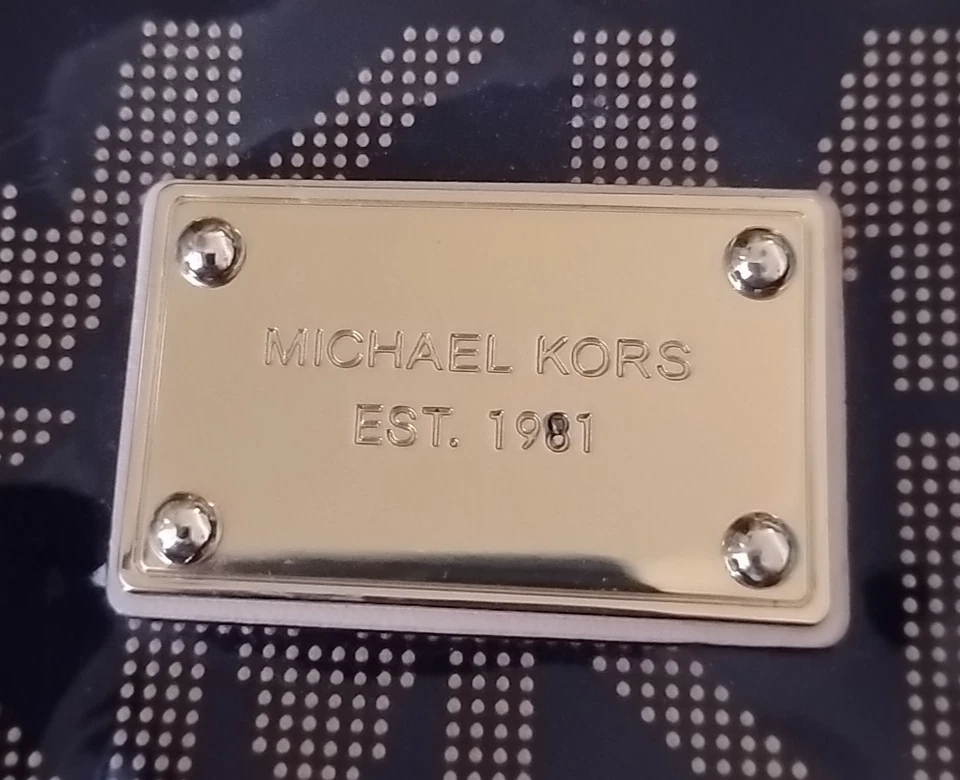 MICHAEL KORS
EST. 1981